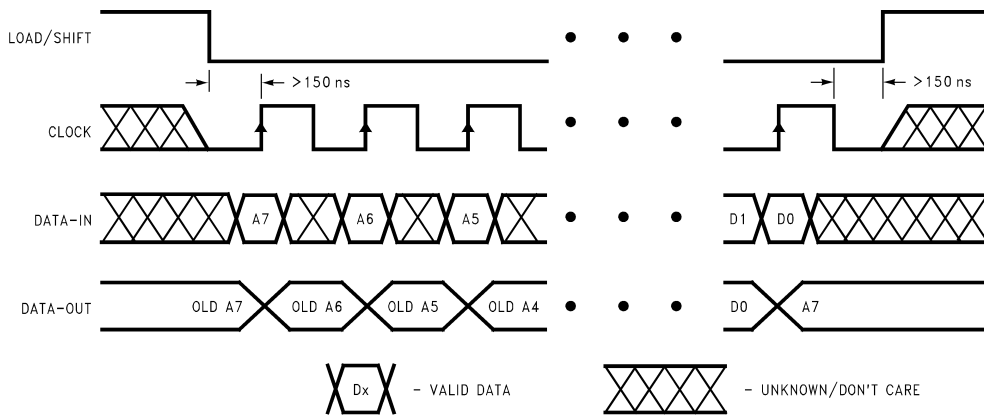 LOAD/SHIFT
>150 ns >150 ns
CLOCK
DATA-IN A7 A6 A5 D1 D0
DATA-OUT OLD A7 OLD A6 OLD A5 OLD A4 D0 A7
Dx - VALID DATA - UNKNOWN/DON'T CARE